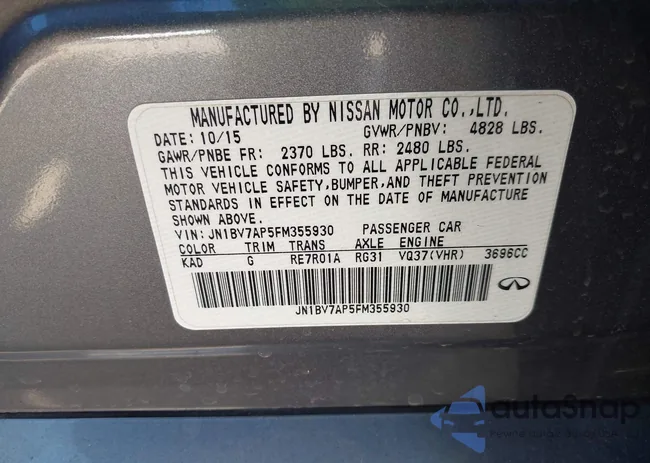 MANUFACTURED BY NISSAN MOTOR CO.,LTD.
DATE: 10/15 GVWR/PNBV: 4828 LBS.
GAWR/PNBE FR: 2370 LBS. RR: 2480 LBS.
THIS VEHICLE CONFORMS TO ALL APPLICABLE FEDERAL
MOTOR VEHICLE SAFETY,BUMPER,AND THEFT PREVENTION
STANDARDS IN EFFECT ON THE DATE OF MANUFACTURE
SHOWN ABOVE.
VIN: JN1BV7AP5FM355930 PASSENGER CAR
COLOR TRIM TRANS AXLE ENGINE
KAD G RE7R01A RG31 VQ37(VHR) 3696CC
JN1BV7AP5FM355930
autoSnap